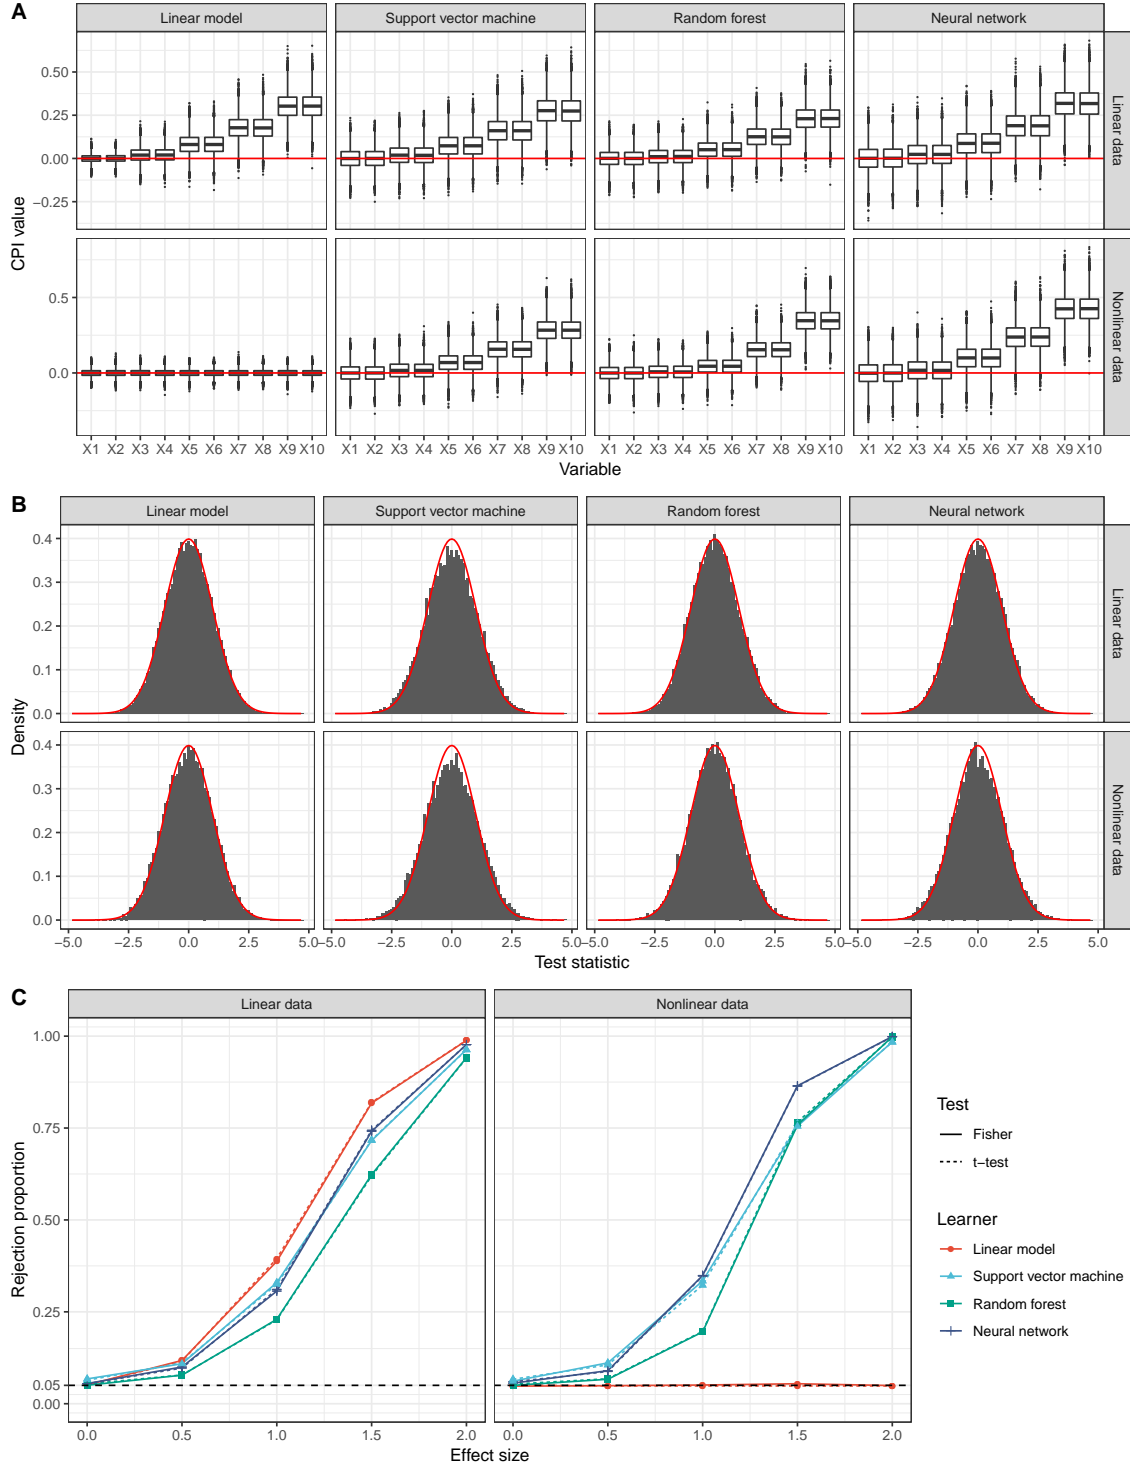 A
Linear model
Support vector machine
Random forest
Neural network
0.50
0.25
0.00
−0.25
Linear data
CPI value
0.5
0.0
Nonlinear data
X1 X2 X3 X4 X5 X6 X7 X8 X9 X10
X1 X2 X3 X4 X5 X6 X7 X8 X9 X10
X1 X2 X3 X4 X5 X6 X7 X8 X9 X10
X1 X2 X3 X4 X5 X6 X7 X8 X9 X10
Variable
B
Linear model
Support vector machine
Random forest
Neural network
0.4
0.3
0.2
0.1
0.0
Linear data
Density
0.4
0.3
0.2
0.1
0.0
Nonlinear data
−5.0 −2.5 0.0 2.5 5.0
−5.0 −2.5 0.0 2.5 5.0
−5.0 −2.5 0.0 2.5 5.0
−5.0 −2.5 0.0 2.5 5.0
Test statistic
C
Linear data
Nonlinear data
1.00
0.75
0.50
0.25
0.05
0.00
Rejection proportion
0.0 0.5 1.0 1.5 2.0
0.0 0.5 1.0 1.5 2.0
Effect size
Test
Fisher
t−test
Learner
Linear model
Support vector machine
Random forest
Neural network